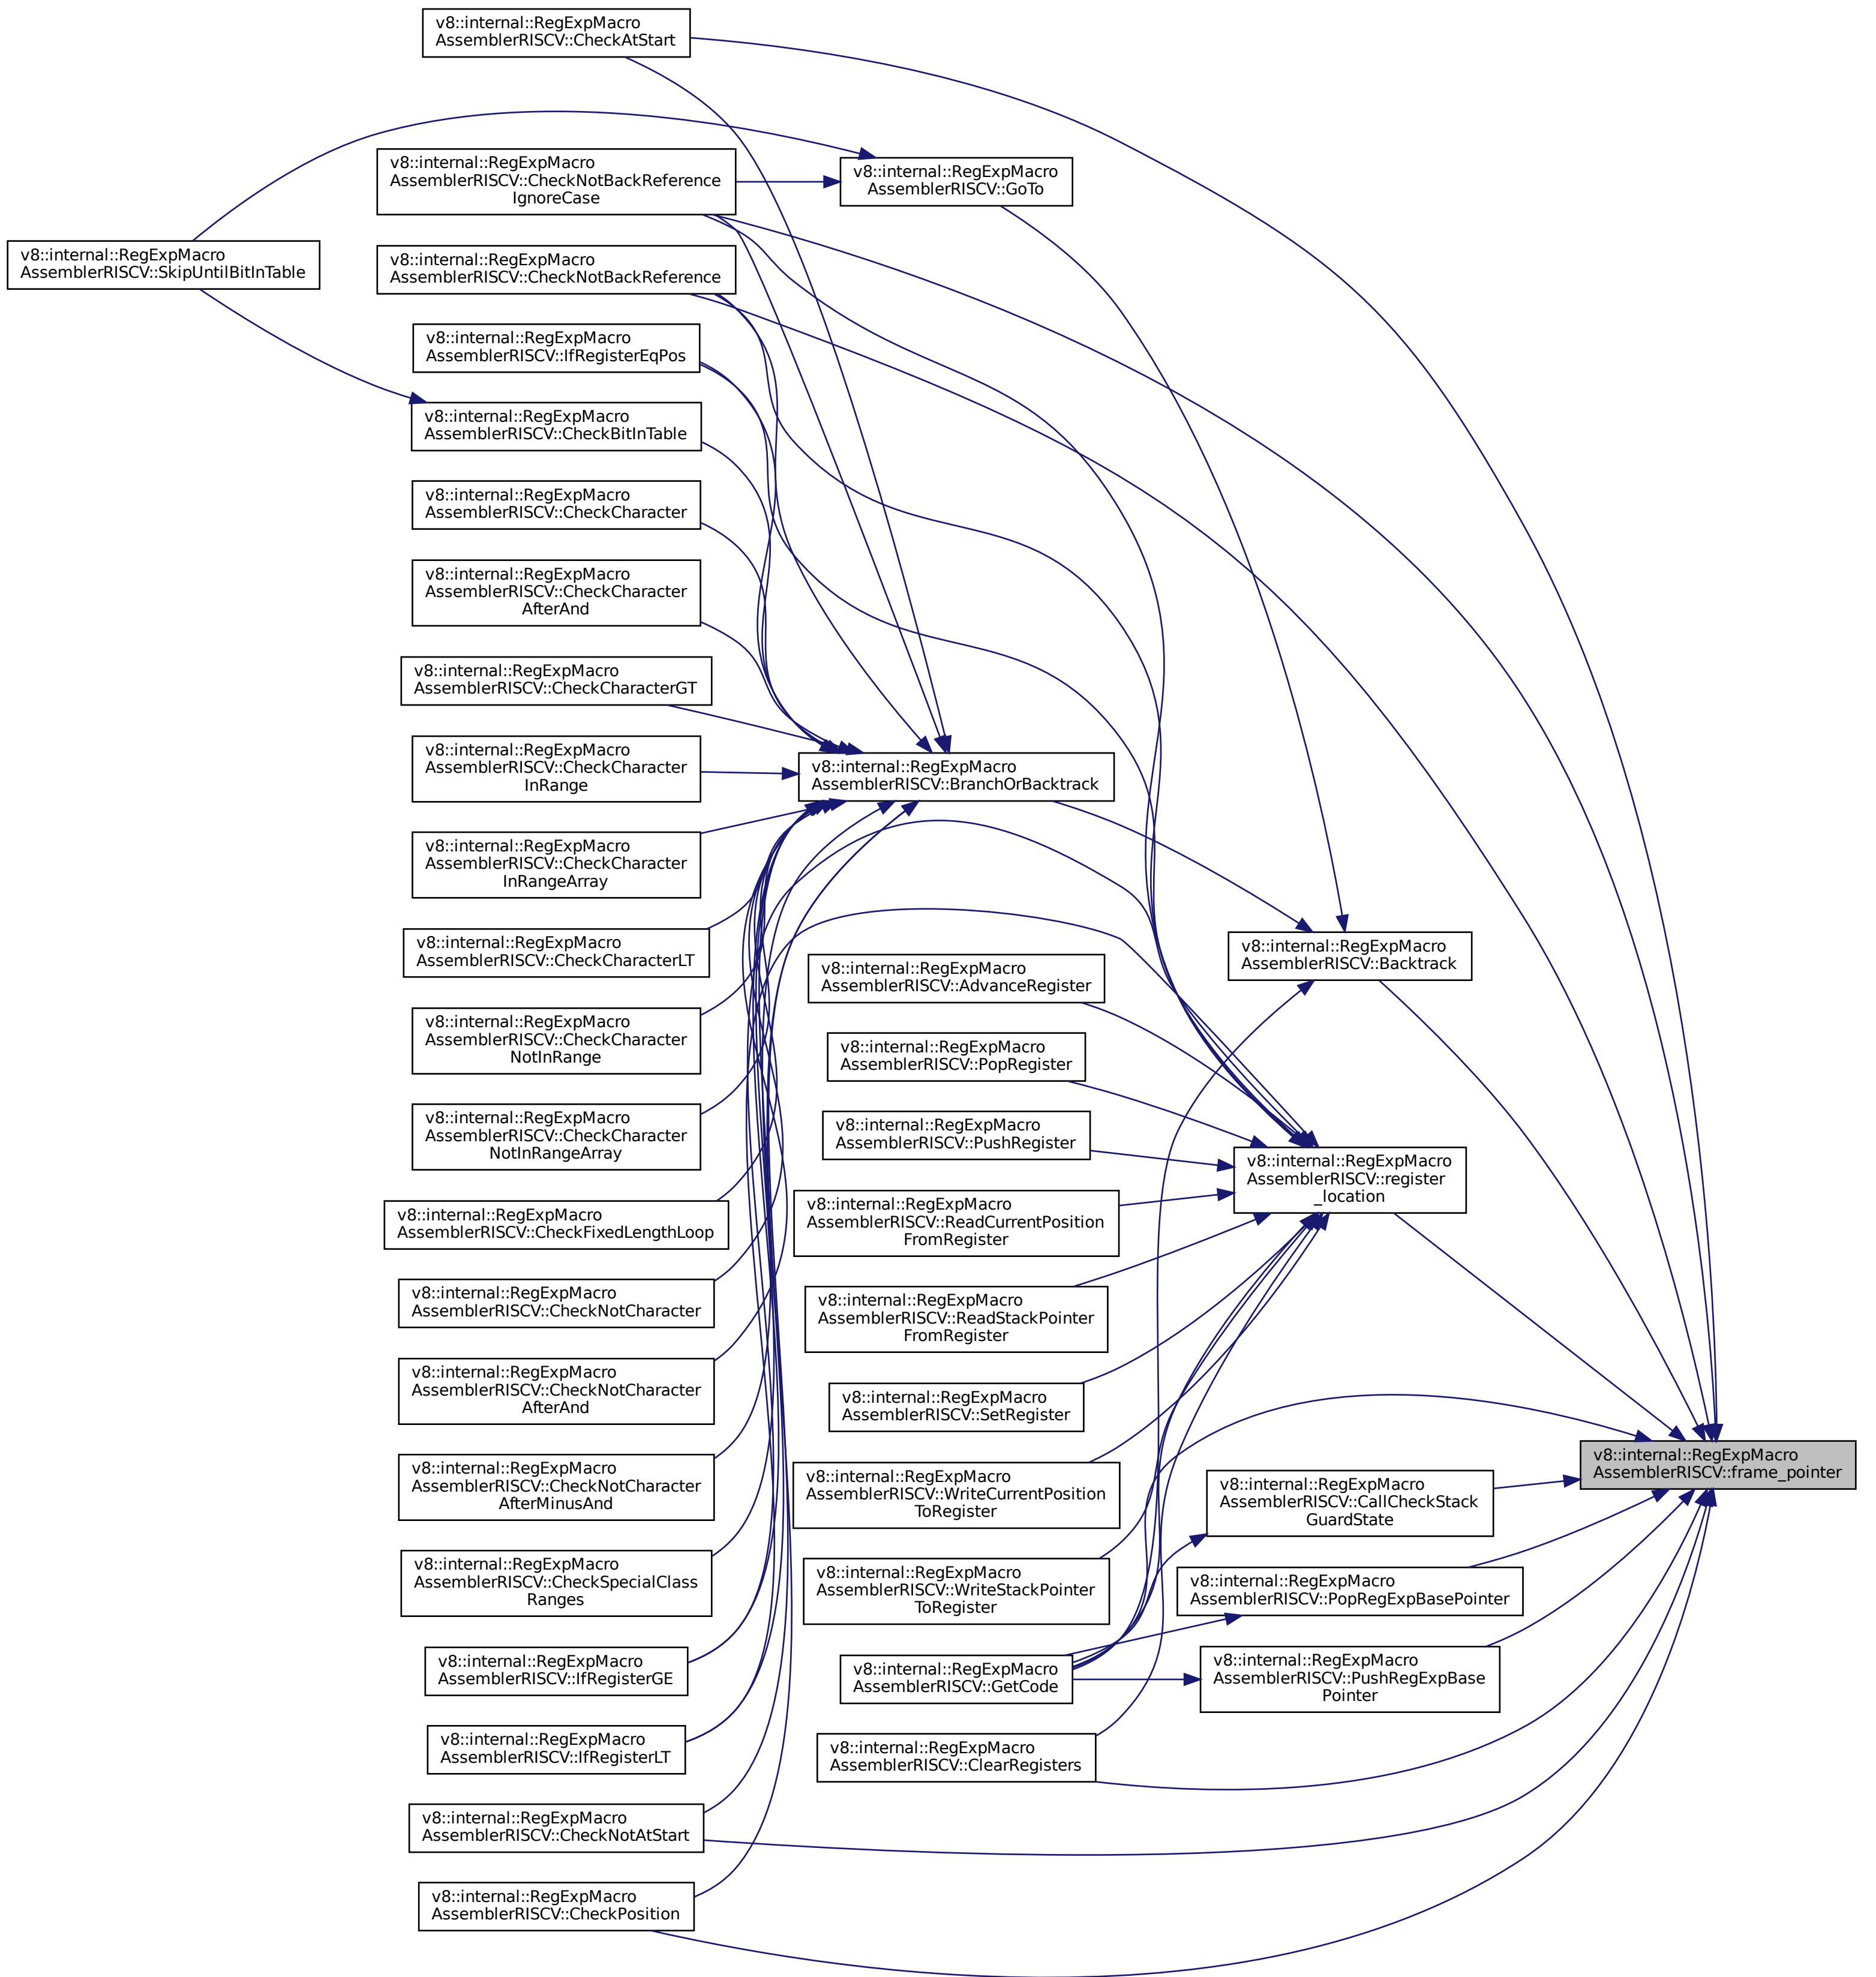 v8::internal::RegExpMacro
AssemblerRISCV::CheckAtStart
v8::internal::RegExpMacro
AssemblerRISCV::CheckNotBackReference
IgnoreCase
v8::internal::RegExpMacro
AssemblerRISCV::GoTo
v8::internal::RegExpMacro
AssemblerRISCV::SkipUntilBitInTable
v8::internal::RegExpMacro
AssemblerRISCV::CheckNotBackReference
v8::internal::RegExpMacro
AssemblerRISCV::IfRegisterEqPos
v8::internal::RegExpMacro
AssemblerRISCV::CheckBitInTable
v8::internal::RegExpMacro
AssemblerRISCV::CheckCharacter
v8::internal::RegExpMacro
AssemblerRISCV::CheckCharacter
AfterAnd
v8::internal::RegExpMacro
AssemblerRISCV::CheckCharacterGT
v8::internal::RegExpMacro
AssemblerRISCV::CheckCharacter
InRange
v8::internal::RegExpMacro
AssemblerRISCV::BranchOrBacktrack
v8::internal::RegExpMacro
AssemblerRISCV::CheckCharacter
InRangeArray
v8::internal::RegExpMacro
AssemblerRISCV::CheckCharacterLT
v8::internal::RegExpMacro
AssemblerRISCV::Backtrack
v8::internal::RegExpMacro
AssemblerRISCV::AdvanceRegister
v8::internal::RegExpMacro
AssemblerRISCV::CheckCharacter
NotInRange
v8::internal::RegExpMacro
AssemblerRISCV::PopRegister
v8::internal::RegExpMacro
AssemblerRISCV::CheckCharacter
NotInRangeArray
v8::internal::RegExpMacro
AssemblerRISCV::PushRegister
v8::internal::RegExpMacro
AssemblerRISCV::register
_location
v8::internal::RegExpMacro
AssemblerRISCV::CheckFixedLengthLoop
v8::internal::RegExpMacro
AssemblerRISCV::ReadCurrentPosition
FromRegister
v8::internal::RegExpMacro
AssemblerRISCV::CheckNotCharacter
v8::internal::RegExpMacro
AssemblerRISCV::ReadStackPointer
FromRegister
v8::internal::RegExpMacro
AssemblerRISCV::CheckNotCharacter
AfterAnd
v8::internal::RegExpMacro
AssemblerRISCV::SetRegister
v8::internal::RegExpMacro
AssemblerRISCV::frame_pointer
v8::internal::RegExpMacro
AssemblerRISCV::CheckNotCharacter
AfterMinusAnd
v8::internal::RegExpMacro
AssemblerRISCV::WriteCurrentPosition
ToRegister
v8::internal::RegExpMacro
AssemblerRISCV::CallCheckStack
GuardState
v8::internal::RegExpMacro
AssemblerRISCV::CheckSpecialClass
Ranges
v8::internal::RegExpMacro
AssemblerRISCV::WriteStackPointer
ToRegister
v8::internal::RegExpMacro
AssemblerRISCV::PopRegExpBasePointer
v8::internal::RegExpMacro
AssemblerRISCV::IfRegisterGE
v8::internal::RegExpMacro
AssemblerRISCV::GetCode
v8::internal::RegExpMacro
AssemblerRISCV::PushRegExpBase
Pointer
v8::internal::RegExpMacro
AssemblerRISCV::IfRegisterLT
v8::internal::RegExpMacro
AssemblerRISCV::ClearRegisters
v8::internal::RegExpMacro
AssemblerRISCV::CheckNotAtStart
v8::internal::RegExpMacro
AssemblerRISCV::CheckPosition